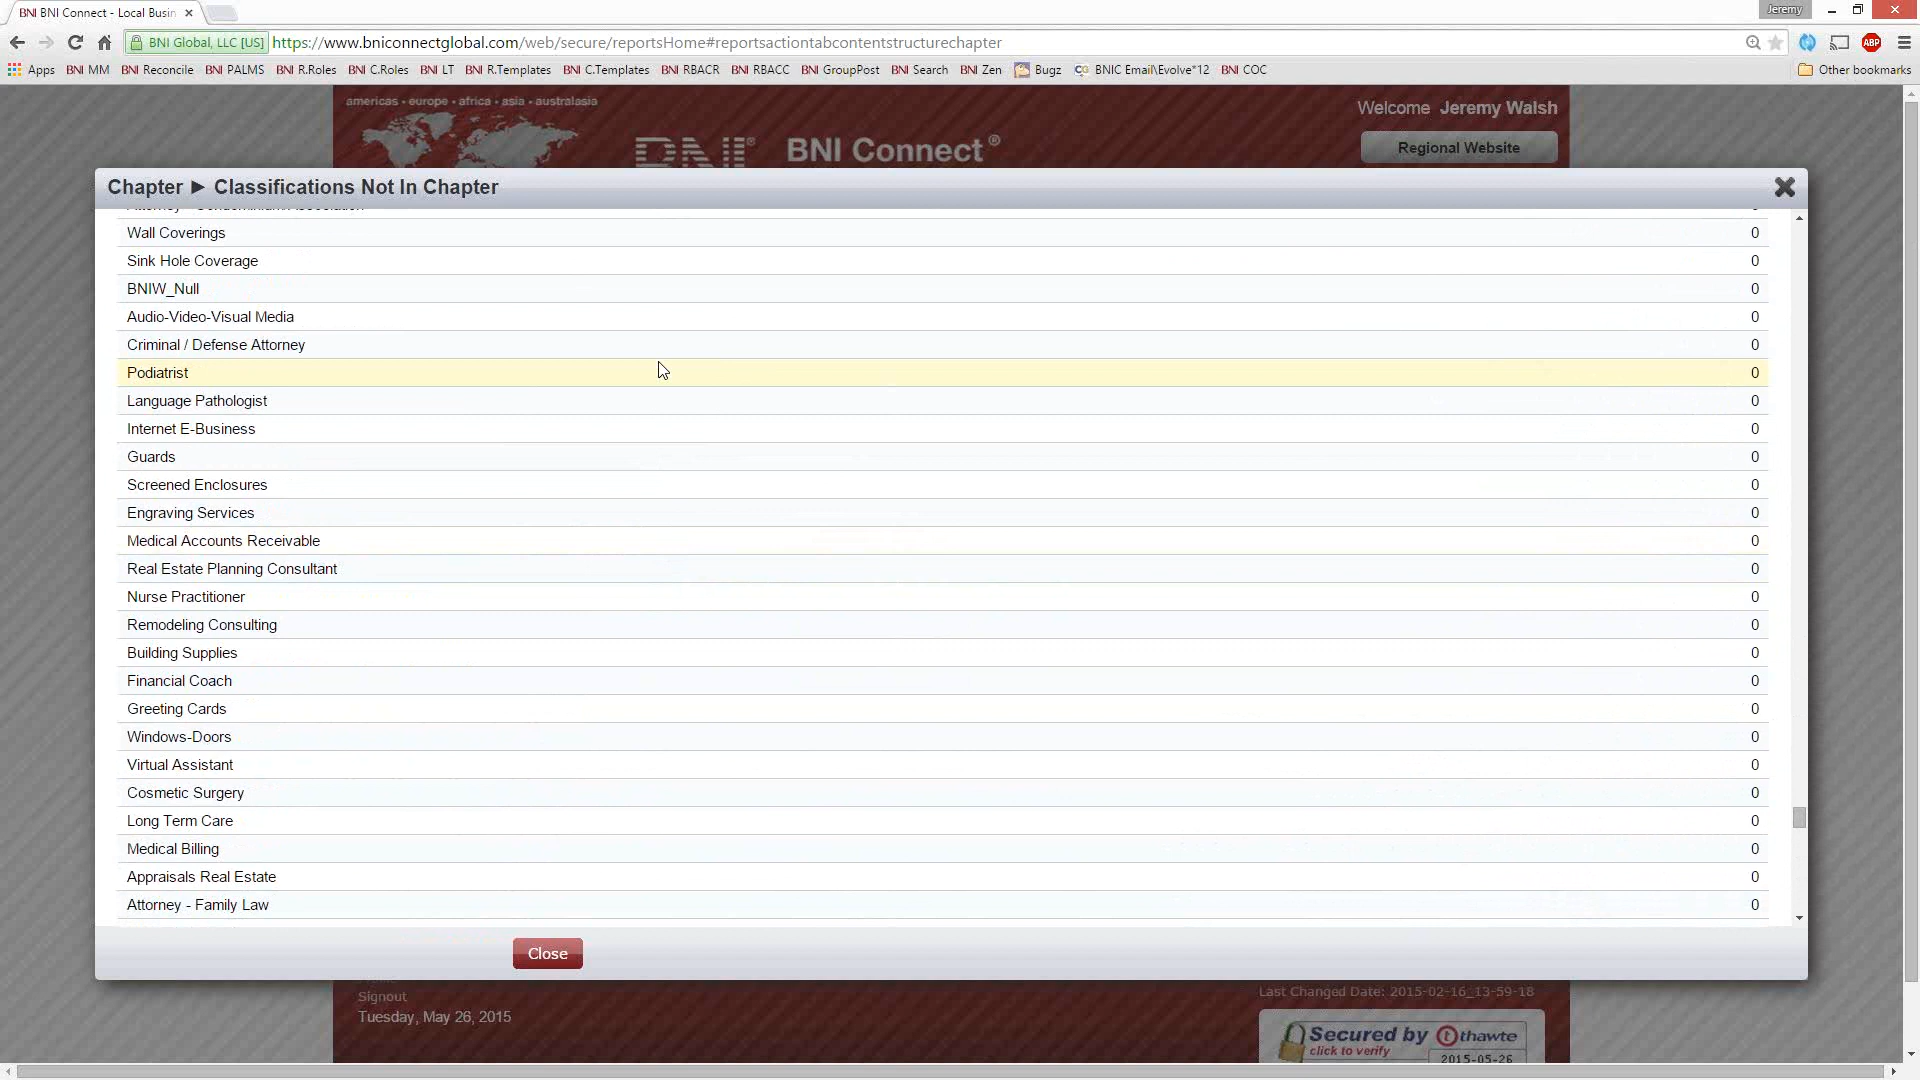 BNI BNI Connect - Local Busin
Jeremy
BNI Global, LLC [US] https://www.bniconnectglobal.com/web/secure/reportsHome#reportsactiontabcontentstructurechapter
ABP
Apps BNI MM BNI Reconcile BNI PALMS BNI R.Roles BNI C.Roles BNI LT BNI R.Templates BNI C.Templates BNI RBACR BNI RBACC BNI GroupPost BNI Search BNI Zen Bugz BNIC Email\Evolve*12 BNI COC Other bookmarks
americas • europe • africa • asia • australasia
Welcome Jeremy Walsh
BNI® BNI Connect®
Regional Website
Chapter ► Classifications Not In Chapter
Wall Coverings 0
Sink Hole Coverage 0
BNIW_Null 0
Audio-Video-Visual Media 0
Criminal / Defense Attorney 0
Podiatrist 0
Language Pathologist 0
Internet E-Business 0
Guards 0
Screened Enclosures 0
Engraving Services 0
Medical Accounts Receivable 0
Real Estate Planning Consultant 0
Nurse Practitioner 0
Remodeling Consulting 0
Building Supplies 0
Financial Coach 0
Greeting Cards 0
Windows-Doors 0
Virtual Assistant 0
Cosmetic Surgery 0
Long Term Care 0
Medical Billing 0
Appraisals Real Estate 0
Attorney - Family Law 0
Close
Signout
Last Changed Date: 2015-02-16_13-59-18
Tuesday, May 26, 2015
Secured by thawte
click to verify
2015-05-26